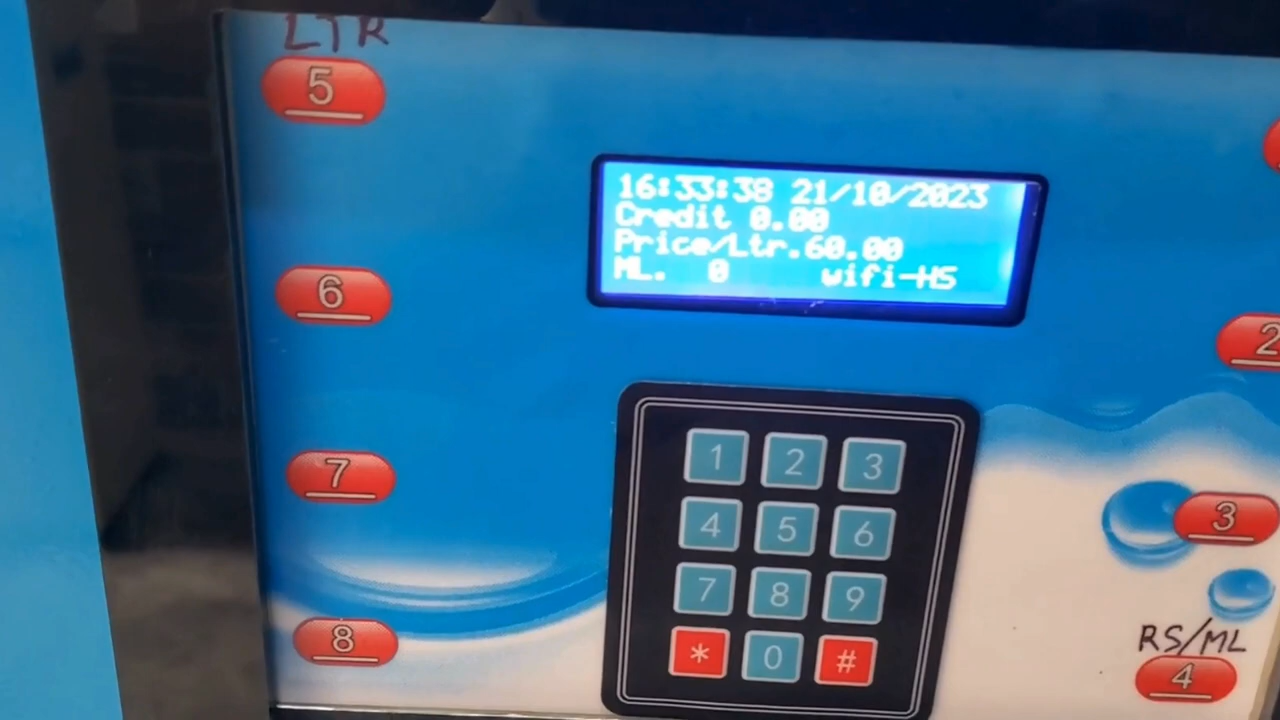 LTR
5
16:33:38 21/10/2023
Credit 0.00
Price/Ltr.60.00
ML. 0 wifi-HS
6
2
1 2 3
4 5 6
7 8 9
* 0 #
7
3
8
RS/ML
4